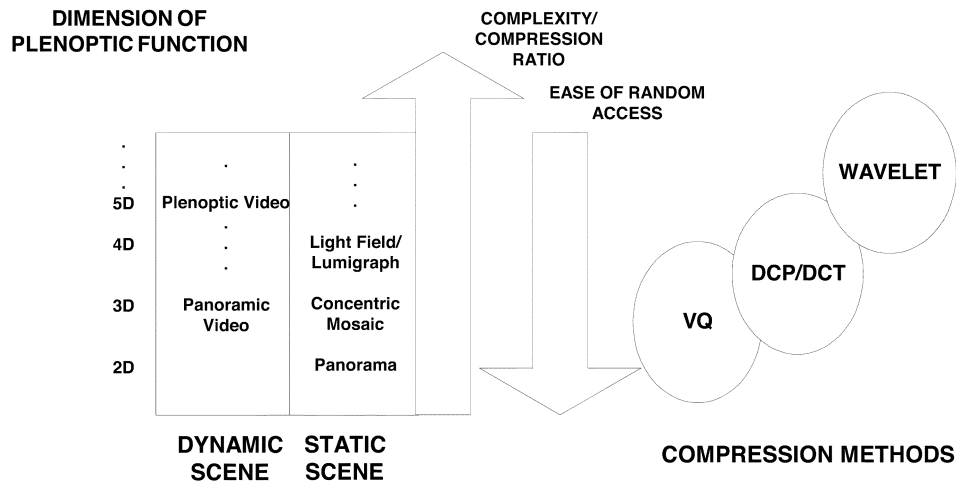 DIMENSION OF
PLENOPTIC FUNCTION
COMPLEXITY/
COMPRESSION
RATIO
EASE OF RANDOM
ACCESS
5D
4D
3D
2D
Plenoptic Video
Panoramic
Video
Light Field/
Lumigraph
Concentric
Mosaic
Panorama
DYNAMIC
SCENE
STATIC
SCENE
WAVELET
DCP/DCT
VQ
COMPRESSION METHODS